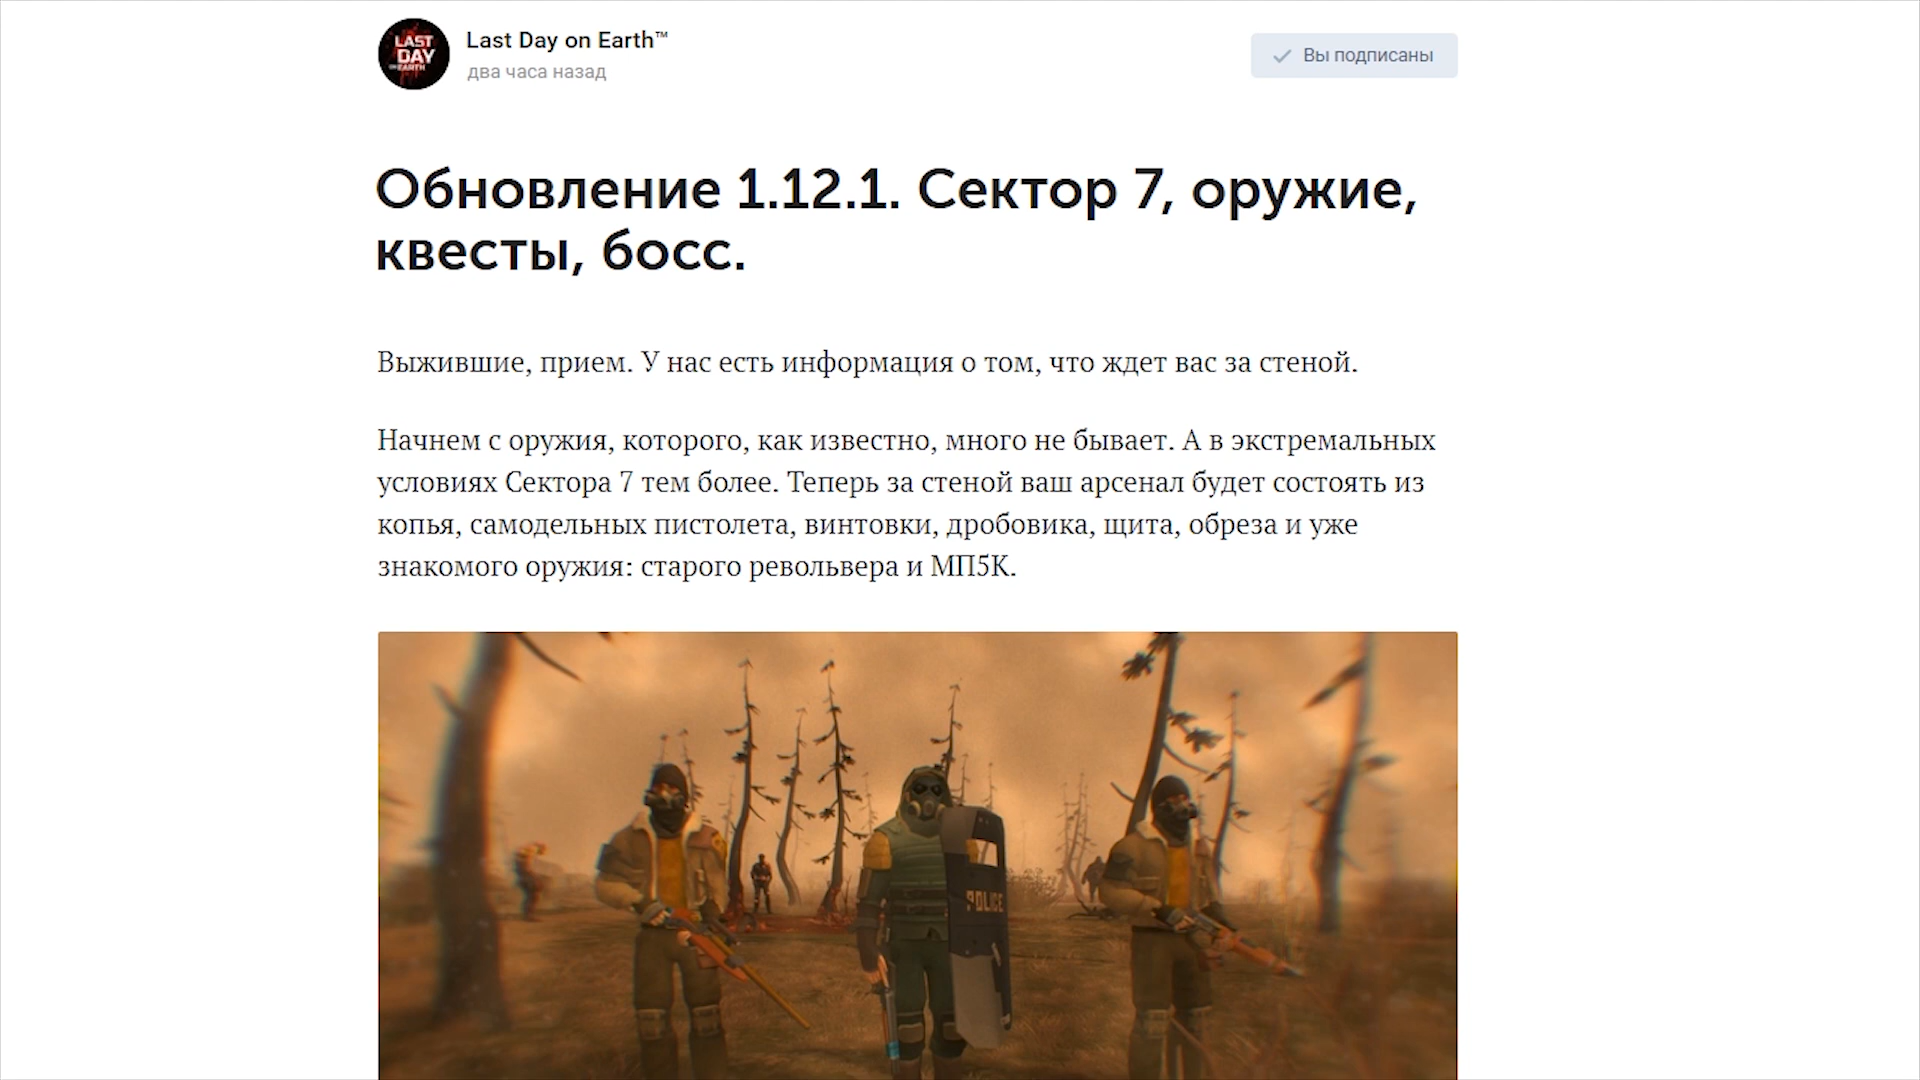 LAST
DAY
ON EARTH
Last Day on Earth™
два часа назад
Вы подписаны
Обновление 1.12.1. Сектор 7, оружие,
квесты, босс.
Выжившие, прием. У нас есть информация о том, что ждет вас за стеной.
Начнем с оружия, которого, как известно, много не бывает. А в экстремальных
условиях Сектора 7 тем более. Теперь за стеной ваш арсенал будет состоять из
копья, самодельных пистолета, винтовки, дробовика, щита, обреза и уже
знакомого оружия: старого револьвера и МП5К.
POLICE